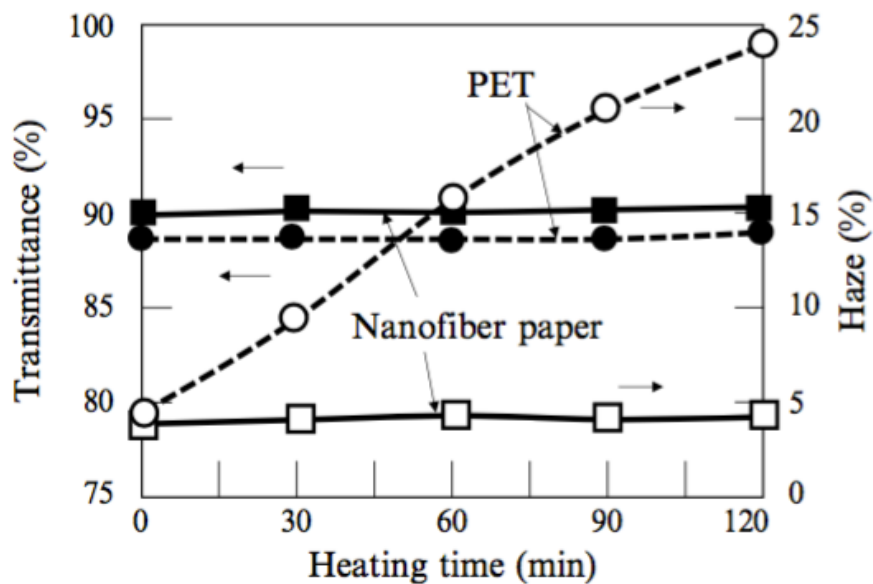 Transmittance (%)
100
95
90
85
80
75
25
20
15
10
5
0
Haze (%)
PET
Nanofiber paper
0 30 60 90 120
Heating time (min)